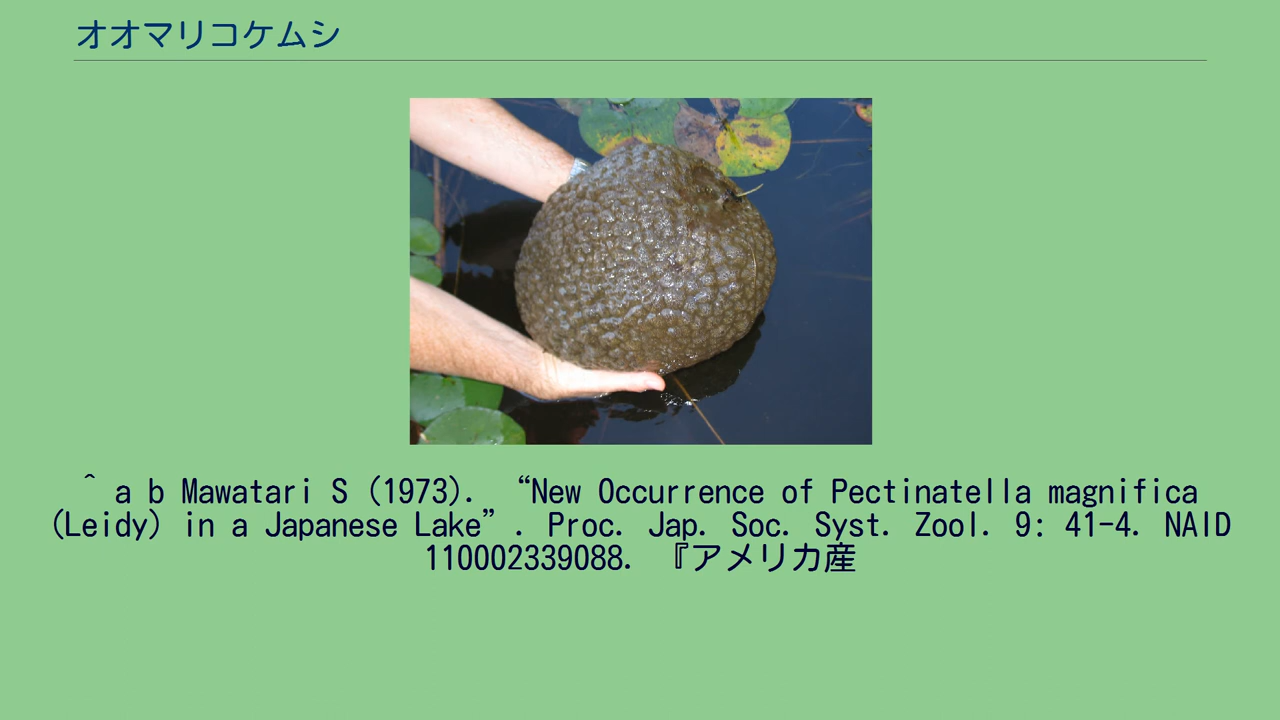 オオマリコケムシ
^ a b Mawatari S (1973). “New Occurrence of Pectinatella magnifica
(Leidy) in a Japanese Lake”. Proc. Jap. Soc. Syst. Zool. 9: 41-4. NAID
110002339088. 『アメリカ産